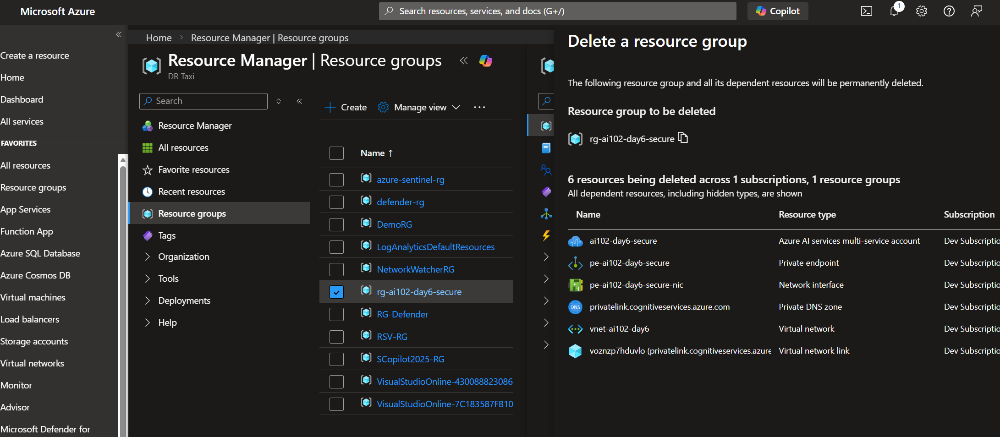 Microsoft Azure
Search resources, services, and docs (G+/)
Copilot
1
Create a resource
Home
Dashboard
All services
FAVORITES
All resources
Resource groups
App Services
Function App
Azure SQL Database
Azure Cosmos DB
Virtual machines
Load balancers
Storage accounts
Virtual networks
Monitor
Advisor
Microsoft Defender for
Home > Resource Manager | Resource groups
Resource Manager | Resource groups
DR Taxi
Search
Resource Manager
All resources
Favorite resources
Recent resources
Resource groups
Tags
Organization
Tools
Deployments
Help
Create
Manage view
Name ↑
azure-sentinel-rg
defender-rg
DemoRG
LogAnalyticsDefaultResources
NetworkWatcherRG
rg-ai102-day6-secure
RG-Defender
RSV-RG
SCopilot2025-RG
VisualStudioOnline-430088823086
VisualStudioOnline-7C183587FB10
Delete a resource group
The following resource group and all its dependent resources will be permanently deleted.
Resource group to be deleted
rg-ai102-day6-secure
6 resources being deleted across 1 subscriptions, 1 resource groups
All dependent resources, including hidden types, are shown
Name Resource type Subscription
ai102-day6-secure Azure AI services multi-service account Dev Subscriptio
pe-ai102-day6-secure Private endpoint Dev Subscriptio
pe-ai102-day6-secure-nic Network interface Dev Subscriptio
DNS privatelink.cognitiveservices.azure.com Private DNS zone Dev Subscriptio
vnet-ai102-day6 Virtual network Dev Subscriptio
voznzp7hduvlo (privatelink.cognitiveservices.azure Virtual network link Dev Subscriptio